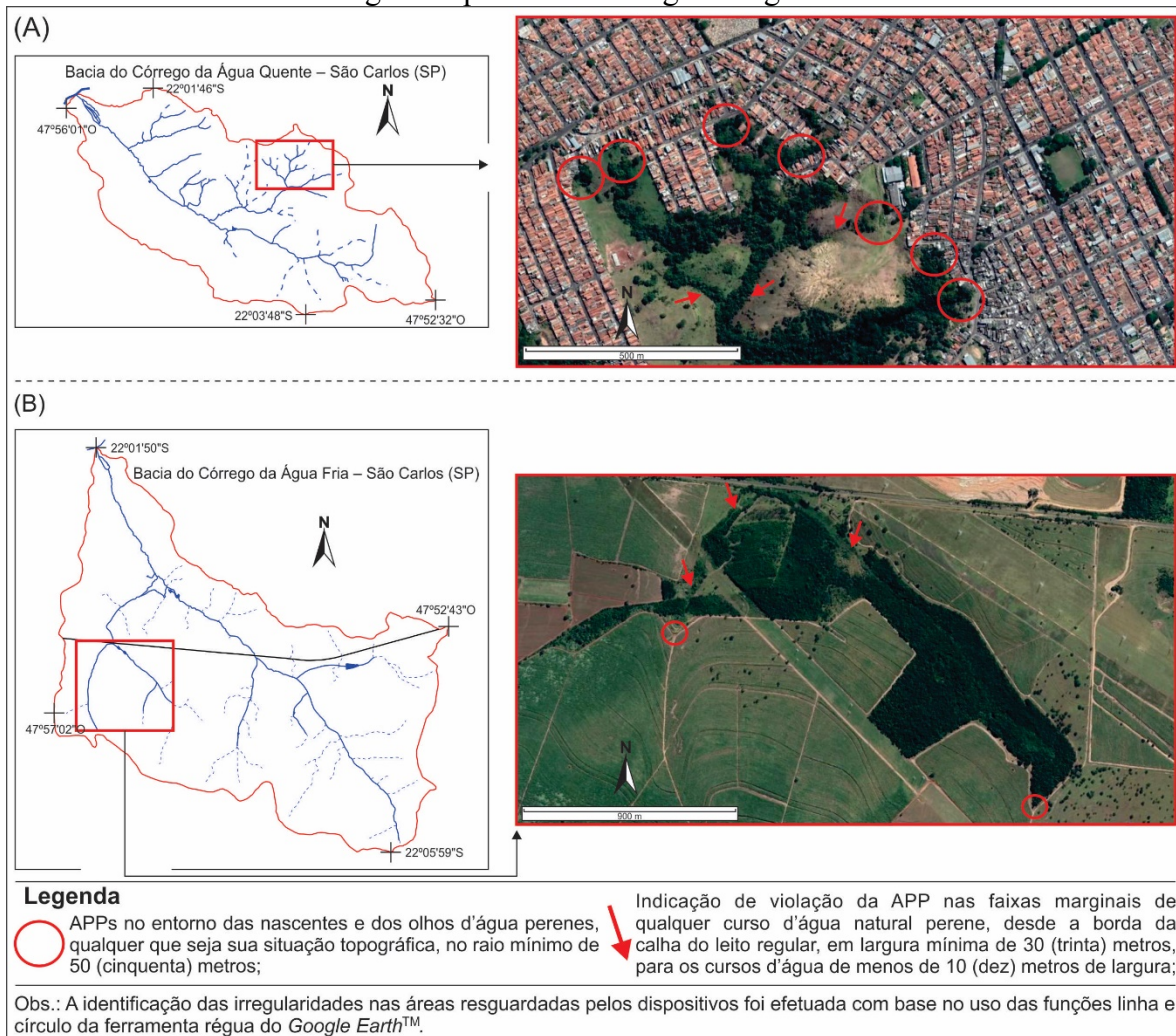 (A)
Bacia do Córrego da Água Quente – São Carlos (SP)
22º01'46"S
N
47º56'01"O
22º03'48"S
47º52'32"O
N
500 m
(B)
22º01'50"S
Bacia do Córrego da Água Fria – São Carlos (SP)
N
47º52'43"O
47º57'02"O
22º05'59"S
N
900 m
Legenda
APPs no entorno das nascentes e dos olhos d'água perenes,
qualquer que seja sua situação topográfica, no raio mínimo de
50 (cinquenta) metros;
Indicação de violação da APP nas faixas marginais de
qualquer curso d'água natural perene, desde a borda da
calha do leito regular, em largura mínima de 30 (trinta) metros,
para os cursos d'água de menos de 10 (dez) metros de largura;
Obs.: A identificação das irregularidades nas áreas resguardadas pelos dispositivos foi efetuada com base no uso das funções linha e
círculo da ferramenta régua do Google Earth™.